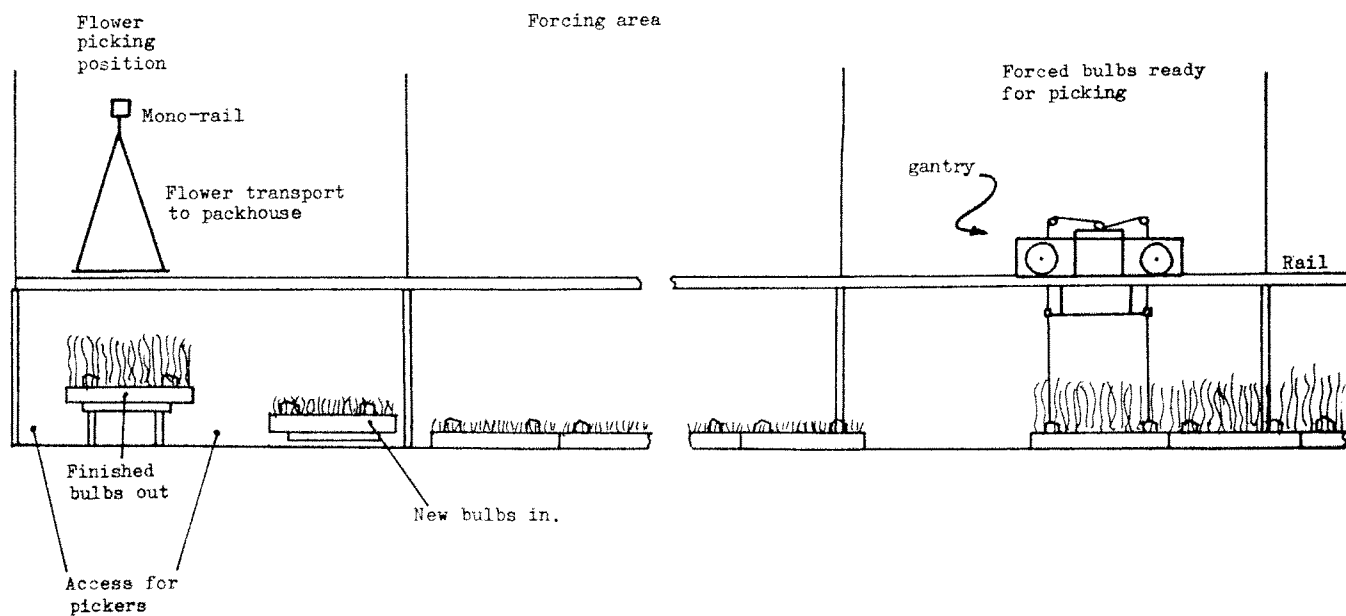 Flower
picking
position
Forcing area
Mono-rail
Flower transport
to packhouse
Forced bulbs ready
for picking
gantry
Rail
Finished
bulbs out
New bulbs in.
Access for
pickers